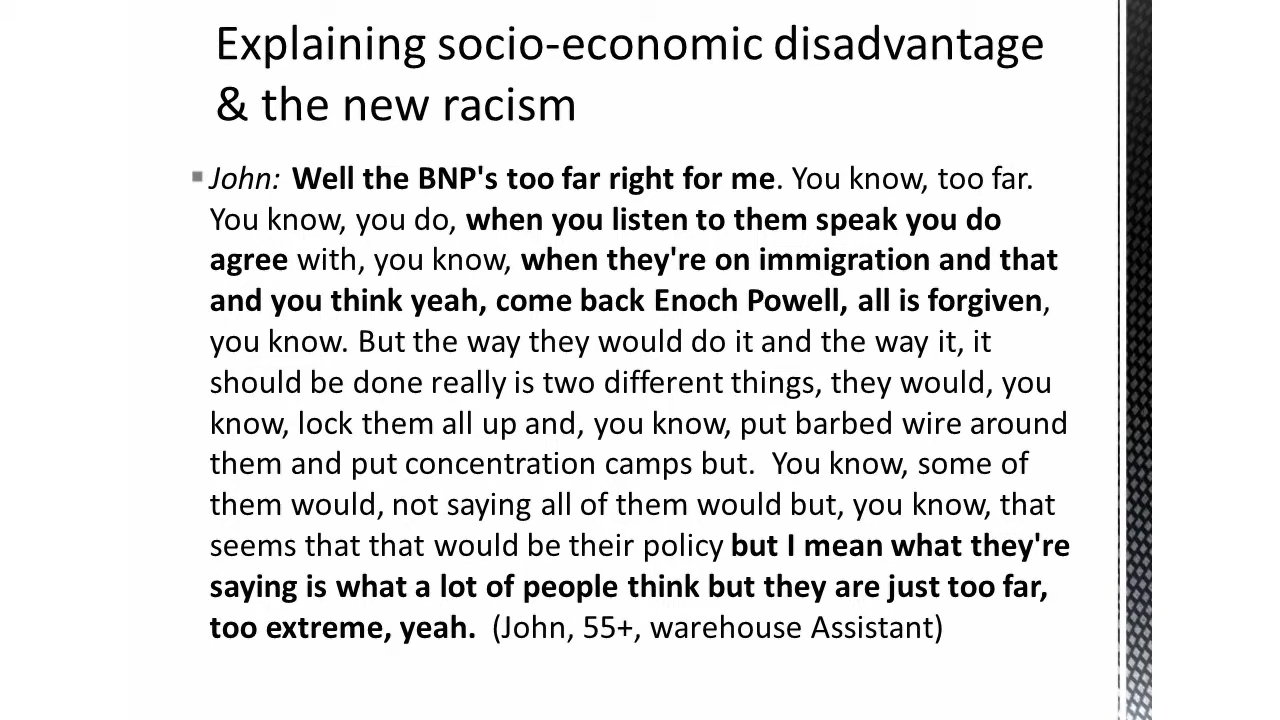 Explaining socio-economic disadvantage
& the new racism
John: Well the BNP's too far right for me. You know, too far.
You know, you do, when you listen to them speak you do
agree with, you know, when they're on immigration and that
and you think yeah, come back Enoch Powell, all is forgiven,
you know. But the way they would do it and the way it, it
should be done really is two different things, they would, you
know, lock them all up and, you know, put barbed wire around
them and put concentration camps but.  You know, some of
them would, not saying all of them would but, you know, that
seems that that would be their policy but I mean what they're
saying is what a lot of people think but they are just too far,
too extreme, yeah.  (John, 55+, warehouse Assistant)